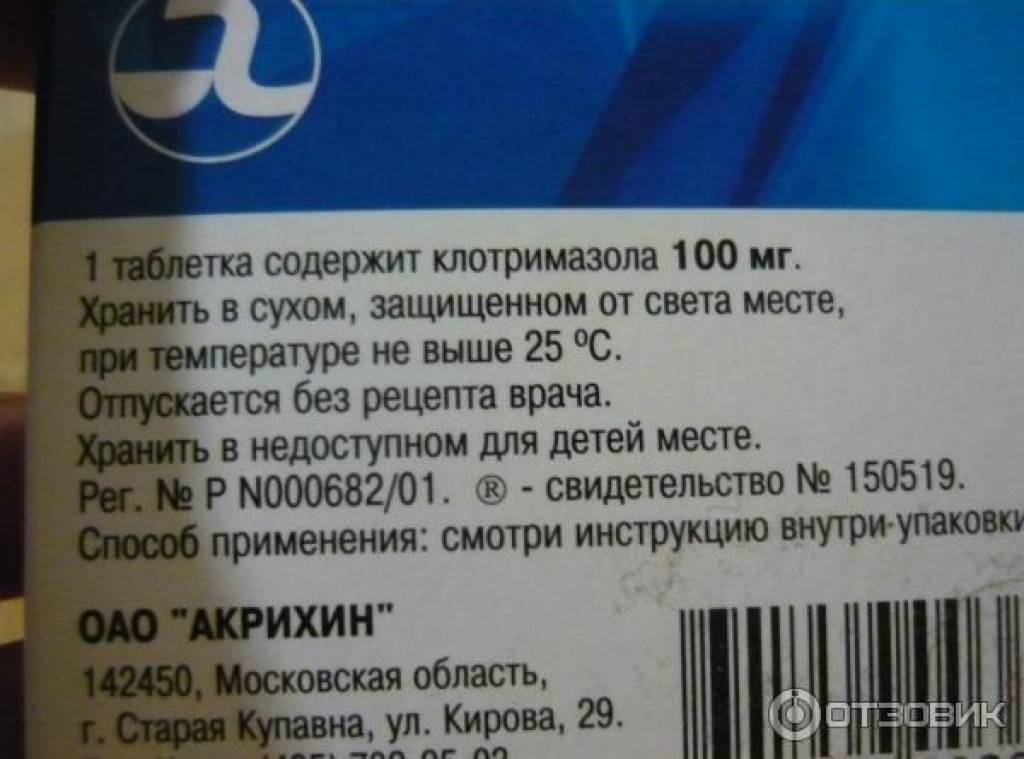 1 таблетка содержит клотримазола 100 мг.
Хранить в сухом, защищенном от света месте,
при температуре не выше 25 ºС.
Отпускается без рецепта врача.
Хранить в недоступном для детей месте.
Рег. № Р N000682/01. ® - свидетельство № 150519.
Способ применения: смотри инструкцию внутри упаковки
ОАО "АКРИХИН"
142450, Московская область,
г. Старая Купавна, ул. Кирова, 29.
ОТЗОВИК